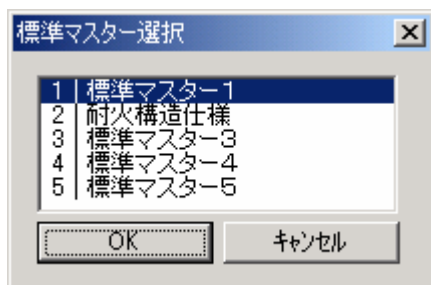 標準マスター選択
1 | 標準マスター1
2 | 耐火構造仕様
3 | 標準マスター3
4 | 標準マスター4
5 | 標準マスター5
OK
ｷｬﾝｾﾙ